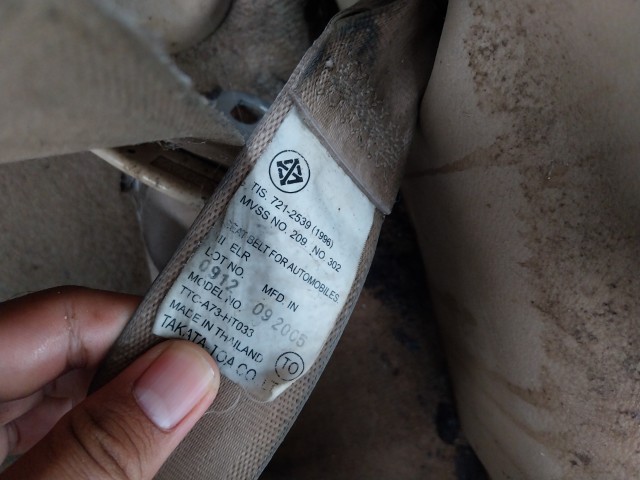 TIS. 721-2539 (1996)
MVSS NO. 209 NO. 302
SEAT BELT FOR AUTOMOBILES
ELR
LOT NO. MFD. IN
0912 09 2005
MODEL NO.
TTC-A73-HT033
MADE IN THAILAND
TAKATA-TOA CO
TO